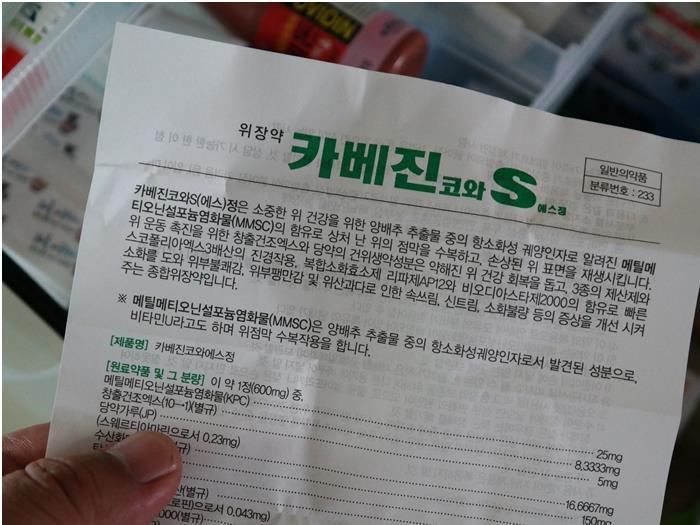 OVIDIN
위장약 카베진코와S에스정
일반의약품
분류번호 : 233
카베진코와S(에스)정은 소중한 위 건강을 위한 양배추 추출물 중의 항소화성 궤양인자로 알려진 메틸메
티오닌설포늄염화물(MMSC)의 함유로 상처 난 위의 점막을 수복하고, 손상된 위 표면을 재생시킵니다.
위 운동 촉진을 위한 창출건조엑스와 당약의 건위생약성분은 약해진 위 건강 회복을 돕고, 3종의 제산제와
스코폴리아엑스3배산의 진경작용, 복합소화효소제 리파제AP12와 비오디아스타제2000의 함유로 빠른
소화를 도와 위부불쾌감, 위부팽만감 및 위산과다로 인한 속쓰림, 신트림, 소화불량 등의 증상을 개선 시켜
주는 종합위장약입니다.
※ 메틸메티오닌설포늄염화물(MMSC)은 양배추 추출물 중의 항소화성궤양인자로서 발견된 성분으로,
비타민U라고도 하며 위점막 수복작용을 합니다.
[제품명] 카베진코와에스정
[원료약품 및 그 분량] 이 약 1정(600mg) 중,
메틸메티오닌설포늄염화물(KPC) 25mg
창출건조엑스(10→1)(별규) 8.3333mg
당약가루(JP) 5mg
(스웨르티아마린으로서 0.23mg)
수산화 16.6667mg
150mg
산(별규)
로핀)으로서 0.043mg)
000(별규)